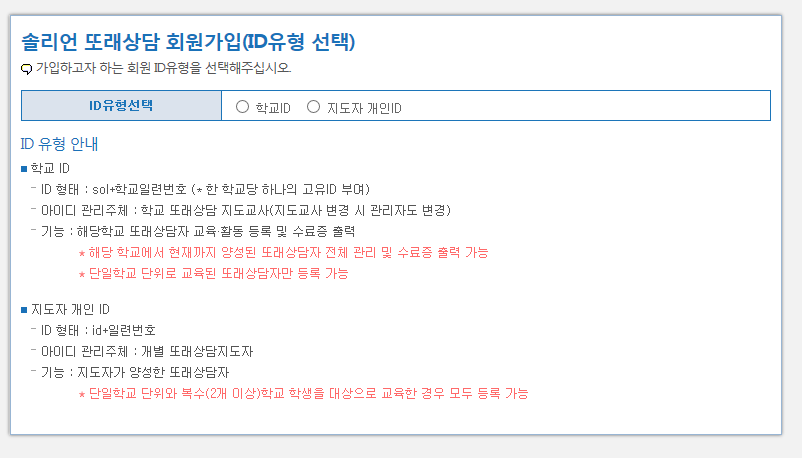 솔리언 또래상담 회원가입(ID유형 선택)
가입하고자 하는 회원 ID유형을 선택해주십시오.
ID유형선택 학교ID 지도자 개인ID
ID 유형 안내
■ 학교 ID
- ID 형태 : sol+학교일련번호 (* 한 학교당 하나의 고유ID 부여)
- 아이디 관리주체 : 학교 또래상담 지도교사(지도교사 변경 시 관리자도 변경)
- 기능 : 해당학교 또래상담자 교육·활동 등록 및 수료증 출력
* 해당 학교에서 현재까지 양성된 또래상담자 전체 관리 및 수료증 출력 가능
* 단일학교 단위로 교육된 또래상담자만 등록 가능
■ 지도자 개인 ID
- ID 형태 : id+일련번호
- 아이디 관리주체 : 개별 또래상담지도자
- 기능 : 지도자가 양성한 또래상담자
* 단일학교 단위와 복수(2개 이상)학교 학생을 대상으로 교육한 경우 모두 등록 가능